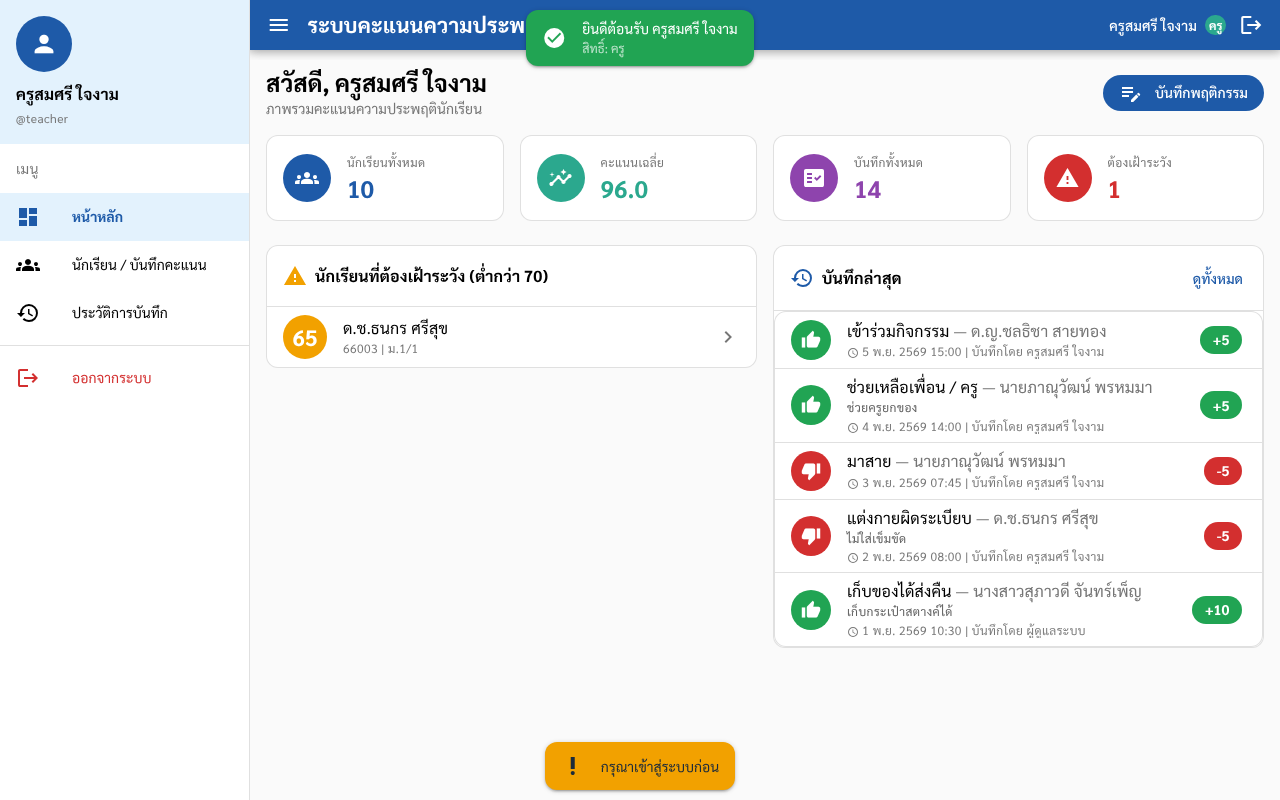 ครูสมศรี ใจงาม
@teacher
เมนู
หน้าหลัก
นักเรียน / บันทึกคะแนน
ประวัติการบันทึก
ออกจากระบบ
ระบบคะแนนความประพ
ยินดีต้อนรับ ครูสมศรี ใจงาม
สิทธิ์: ครู
ครูสมศรี ใจงาม ครู
สวัสดี, ครูสมศรี ใจงาม
ภาพรวมคะแนนความประพฤตินักเรียน
บันทึกพฤติกรรม
นักเรียนทั้งหมด
10
คะแนนเฉลี่ย
96.0
บันทึกทั้งหมด
14
ต้องเฝ้าระวัง
1
นักเรียนที่ต้องเฝ้าระวัง (ต่ำกว่า 70)
65
ด.ช.ธนกร ศรีสุข
66003 | ม.1/1
บันทึกล่าสุด
ดูทั้งหมด
เข้าร่วมกิจกรรม — ด.ญ.ชลธิชา สายทอง
5 พ.ย. 2569 15:00 | บันทึกโดย ครูสมศรี ใจงาม
+5
ช่วยเหลือเพื่อน / ครู — นายภาณุวัฒน์ พรหมมา
ช่วยครูยกของ
4 พ.ย. 2569 14:00 | บันทึกโดย ครูสมศรี ใจงาม
+5
มาสาย — นายภาณุวัฒน์ พรหมมา
3 พ.ย. 2569 07:45 | บันทึกโดย ครูสมศรี ใจงาม
-5
แต่งกายผิดระเบียบ — ด.ช.ธนกร ศรีสุข
ไม่ใส่เข็มขัด
2 พ.ย. 2569 08:00 | บันทึกโดย ครูสมศรี ใจงาม
-5
เก็บของได้ส่งคืน — นางสาวสุภาวดี จันทร์เพ็ญ
เก็บกระเป๋าสตางค์ได้
1 พ.ย. 2569 10:30 | บันทึกโดย ผู้ดูแลระบบ
+10
กรุณาเข้าสู่ระบบก่อน